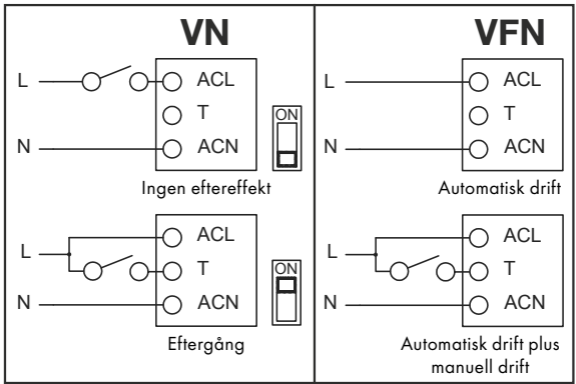 VN
L ACL
T
N ACN
ON
Ingen eftereffekt
L ACL
T
N ACN
ON
Eftergång
VFN
L ACL
T
N ACN
Automatisk drift
L ACL
T
N ACN
Automatisk drift plus
manuell drift